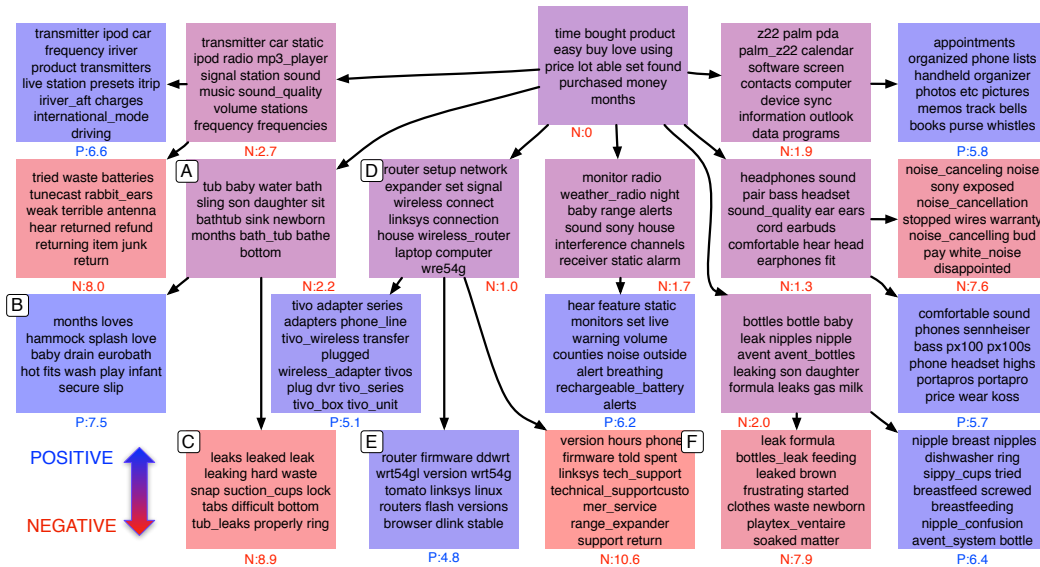 transmitter ipod car
frequency iriver
product transmitters
live station presets itrip
iriver_aft charges
international_mode
driving
P:6.6
transmitter car static
ipod radio mp3_player
signal station sound
music sound_quality
volume stations
frequency frequencies
N:2.7
time bought product
easy buy love using
price lot able set found
purchased money
months
N:0
z22 palm pda
palm_z22 calendar
software screen
contacts computer
device sync
information outlook
data programs
N:1.9
appointments
organized phone lists
handheld organizer
photos etc pictures
memos track bells
books purse whistles
P:5.8
tried waste batteries
tunecast rabbit_ears
weak terrible antenna
hear returned refund
returning item junk
return
N:8.0
A
tub baby water bath
sling son daughter sit
bathtub sink newborn
months bath_tub bathe
bottom
N:2.2
D
router setup network
expander set signal
wireless connect
linksys connection
house wireless_router
laptop computer
wre54g
N:1.0
monitor radio
weather_radio night
baby range alerts
sound sony house
interference channels
receiver static alarm
N:1.7
headphones sound
pair bass headset
sound_quality ear ears
cord earbuds
comfortable hear head
earphones fit
N:1.3
noise_canceling noise
sony exposed
noise_cancellation
stopped wires warranty
noise_cancelling bud
pay white_noise
disappointed
N:7.6
B
months loves
hammock splash love
baby drain eurobath
hot fits wash play infant
secure slip
P:7.5
tivo adapter series
adapters phone_line
tivo_wireless transfer
plugged
wireless_adapter tivos
plug dvr tivo_series
tivo_box tivo_unit
P:5.1
hear feature static
monitors set live
warning volume
counties noise outside
alert breathing
rechargeable_battery
alerts
P:6.2
bottles bottle baby
leak nipples nipple
avent avent_bottles
leaking son daughter
formula leaks gas milk
N:2.0
comfortable sound
phones sennheiser
bass px100 px100s
phone headset highs
portapros portapro
price wear koss
P:5.7
POSITIVE
NEGATIVE
C
leaks leaked leak
leaking hard waste
snap suction_cups lock
tabs difficult bottom
tub_leaks properly ring
N:8.9
E
router firmware ddwrt
wrt54gl version wrt54g
tomato linksys linux
routers flash versions
browser dlink stable
P:4.8
version hours phone
firmware told spent
linksys tech_support
technical_supportcusto
mer_service
range_expander
support return
N:10.6
F
leak formula
bottles_leak feeding
leaked brown
frustrating started
clothes waste newborn
playtex_ventaire
soaked matter
N:7.9
nipple breast nipples
dishwasher ring
sippy_cups tried
breastfeed screwed
breastfeeding
nipple_confusion
avent_system bottle
P:6.4